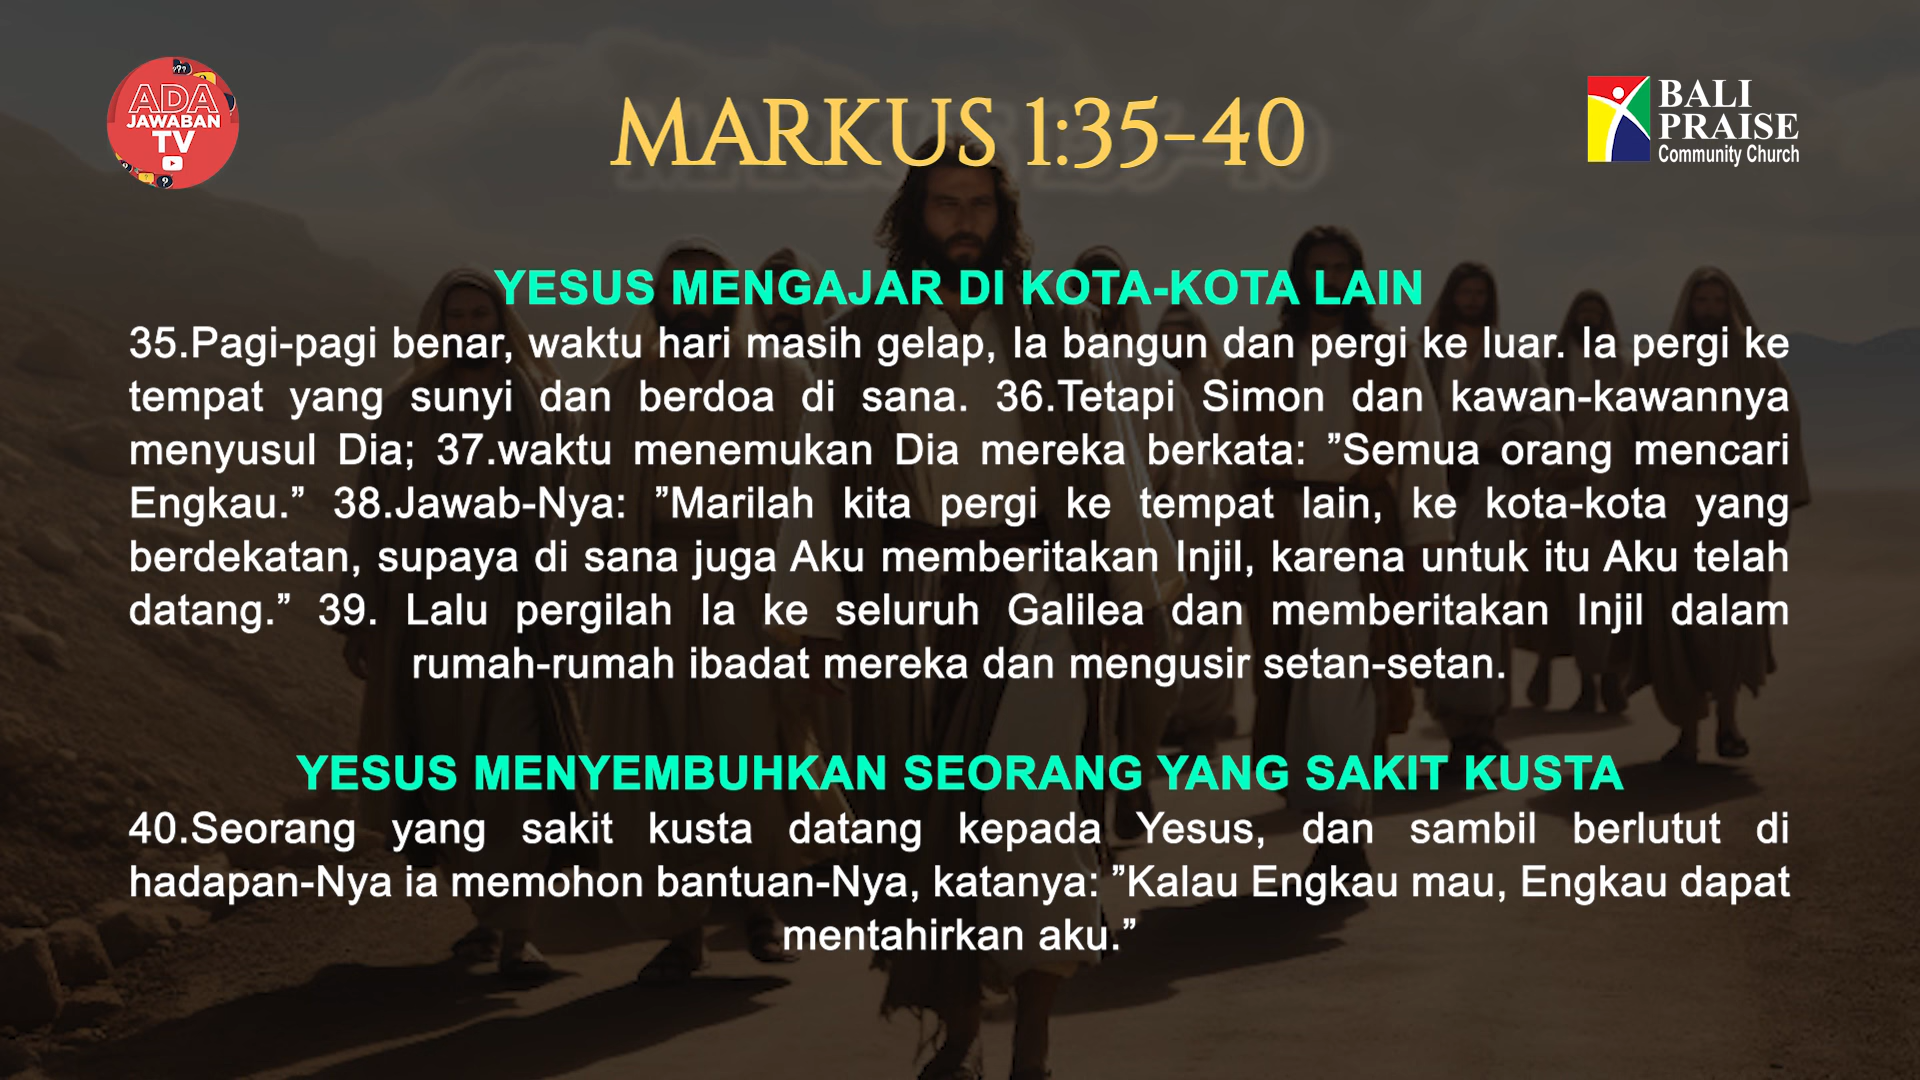 ADA
JAWABAN
TV
MARKUS 1:35-40
BALI
PRAISE
Community Church
YESUS MENGAJAR DI KOTA-KOTA LAIN
35.Pagi-pagi benar, waktu hari masih gelap, Ia bangun dan pergi ke luar. Ia pergi ke
tempat yang sunyi dan berdoa di sana. 36.Tetapi Simon dan kawan-kawannya
menyusul Dia; 37.waktu menemukan Dia mereka berkata: ”Semua orang mencari
Engkau.” 38.Jawab-Nya: ”Marilah kita pergi ke tempat lain, ke kota-kota yang
berdekatan, supaya di sana juga Aku memberitakan Injil, karena untuk itu Aku telah
datang.” 39. Lalu pergilah Ia ke seluruh Galilea dan memberitakan Injil dalam
rumah-rumah ibadat mereka dan mengusir setan-setan.
YESUS MENYEMBUHKAN SEORANG YANG SAKIT KUSTA
40.Seorang yang sakit kusta datang kepada Yesus, dan sambil berlutut di
hadapan-Nya ia memohon bantuan-Nya, katanya: ”Kalau Engkau mau, Engkau dapat
mentahirkan aku.”